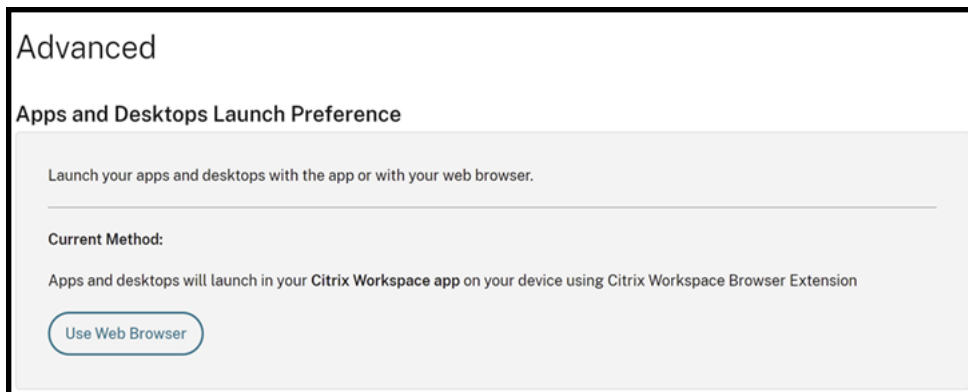 Advanced
Apps and Desktops Launch Preference
Launch your apps and desktops with the app or with your web browser.
Current Method:
Apps and desktops will launch in your Citrix Workspace app on your device using Citrix Workspace Browser Extension
Use Web Browser